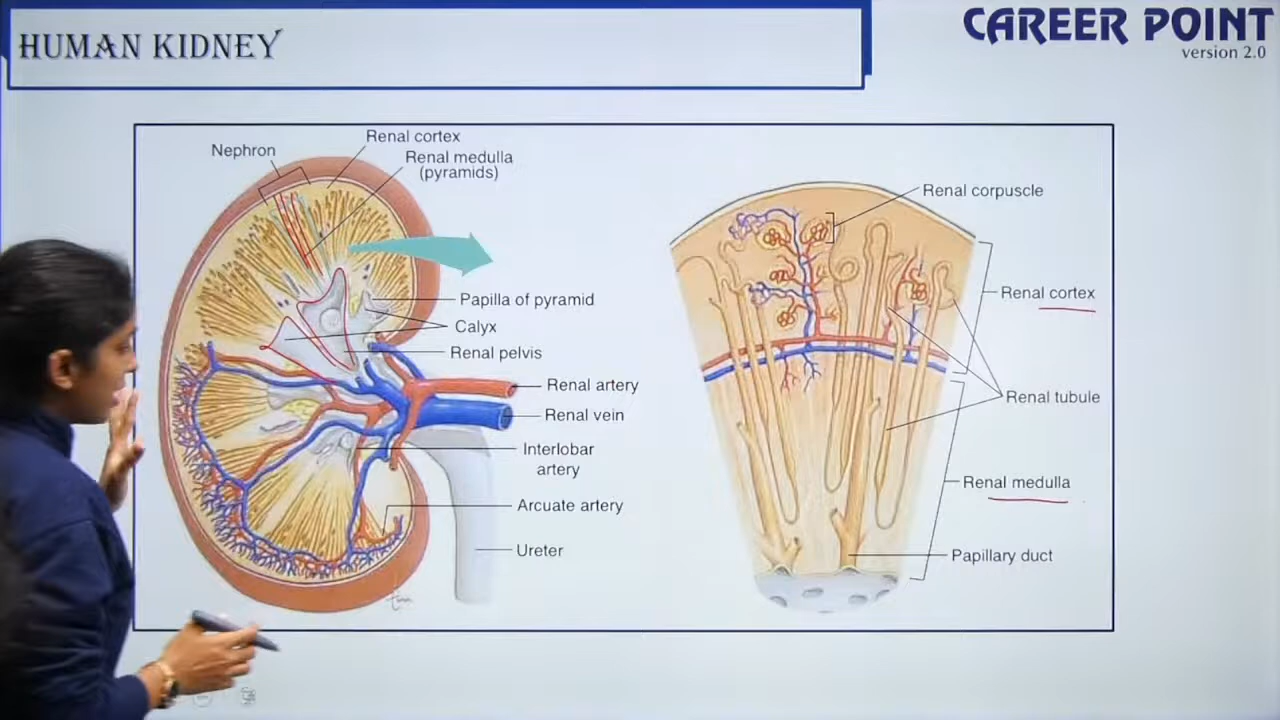 HUMAN KIDNEY
CAREER POINT
version 2.0
Nephron
Renal cortex
Renal medulla
(pyramids)
Papilla of pyramid
Calyx
Renal pelvis
Renal artery
Renal vein
Interlobar
artery
Arcuate artery
Ureter
Renal corpuscle
Renal cortex
Renal tubule
Renal medulla
Papillary duct